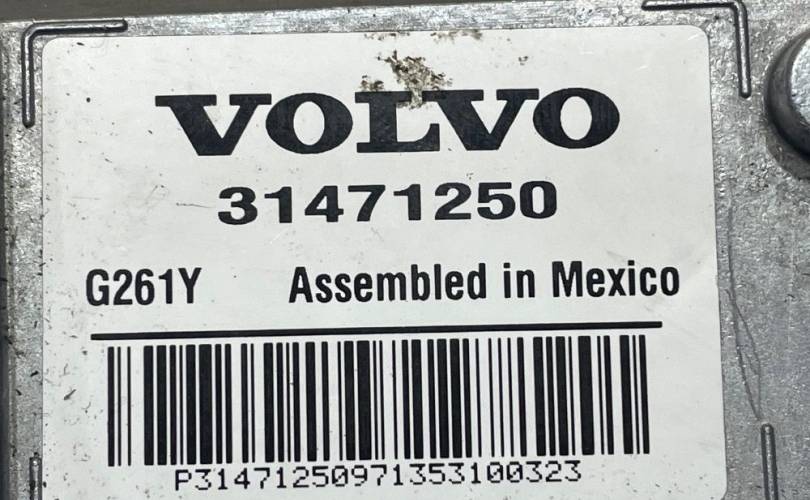 VOLVO
31471250
G261Y Assembled in Mexico
P31471250971353100323